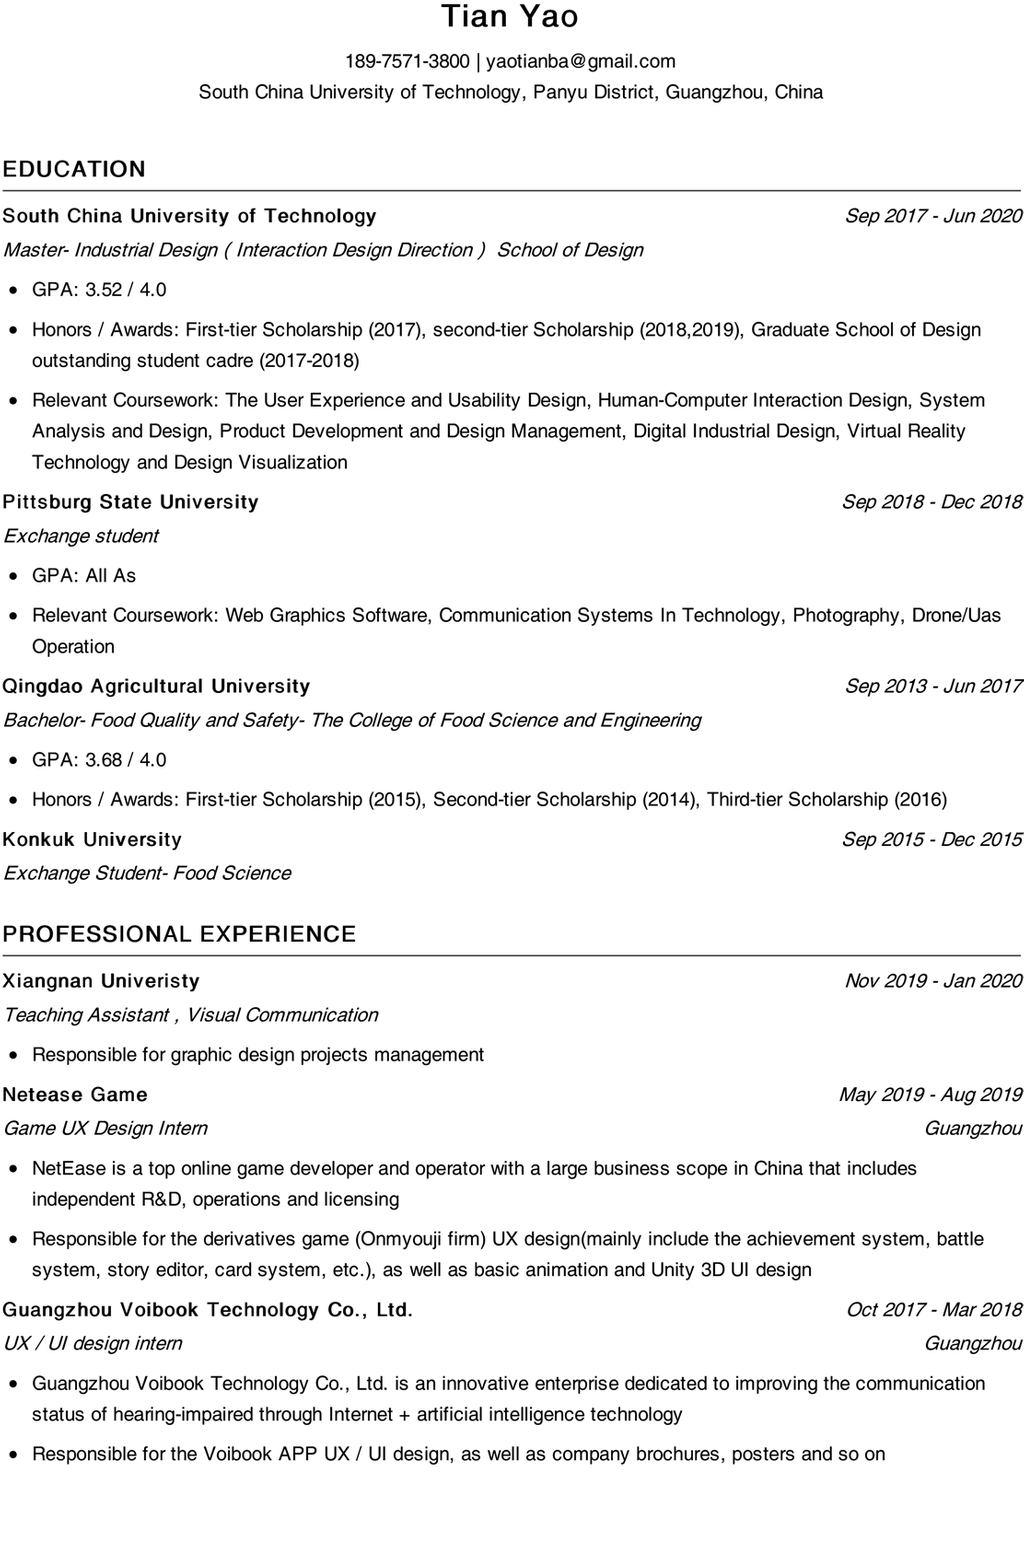 Tian Yao
189-7571-3800 | yaotianba@gmail.com
South China University of Technology, Panyu District, Guangzhou, China
EDUCATION
South China University of Technology Sep 2017 - Jun 2020
Master- Industrial Design ( Interaction Design Direction ) School of Design
• GPA: 3.52 / 4.0
• Honors / Awards: First-tier Scholarship (2017), second-tier Scholarship (2018,2019), Graduate School of Design
outstanding student cadre (2017-2018)
• Relevant Coursework: The User Experience and Usability Design, Human-Computer Interaction Design, System
Analysis and Design, Product Development and Design Management, Digital Industrial Design, Virtual Reality
Technology and Design Visualization
Pittsburg State University Sep 2018 - Dec 2018
Exchange student
• GPA: All As
• Relevant Coursework: Web Graphics Software, Communication Systems In Technology, Photography, Drone/Uas
Operation
Qingdao Agricultural University Sep 2013 - Jun 2017
Bachelor- Food Quality and Safety- The College of Food Science and Engineering
• GPA: 3.68 / 4.0
• Honors / Awards: First-tier Scholarship (2015), Second-tier Scholarship (2014), Third-tier Scholarship (2016)
Konkuk University Sep 2015 - Dec 2015
Exchange Student- Food Science
PROFESSIONAL EXPERIENCE
Xiangnan Univeristy Nov 2019 - Jan 2020
Teaching Assistant , Visual Communication
• Responsible for graphic design projects management
Netease Game May 2019 - Aug 2019
Game UX Design Intern Guangzhou
• NetEase is a top online game developer and operator with a large business scope in China that includes
independent R&D, operations and licensing
• Responsible for the derivatives game (Onmyouji firm) UX design(mainly include the achievement system, battle
system, story editor, card system, etc.), as well as basic animation and Unity 3D UI design
Guangzhou Voibook Technology Co., Ltd. Oct 2017 - Mar 2018
UX / UI design intern Guangzhou
• Guangzhou Voibook Technology Co., Ltd. is an innovative enterprise dedicated to improving the communication
status of hearing-impaired through Internet + artificial intelligence technology
• Responsible for the Voibook APP UX / UI design, as well as company brochures, posters and so on